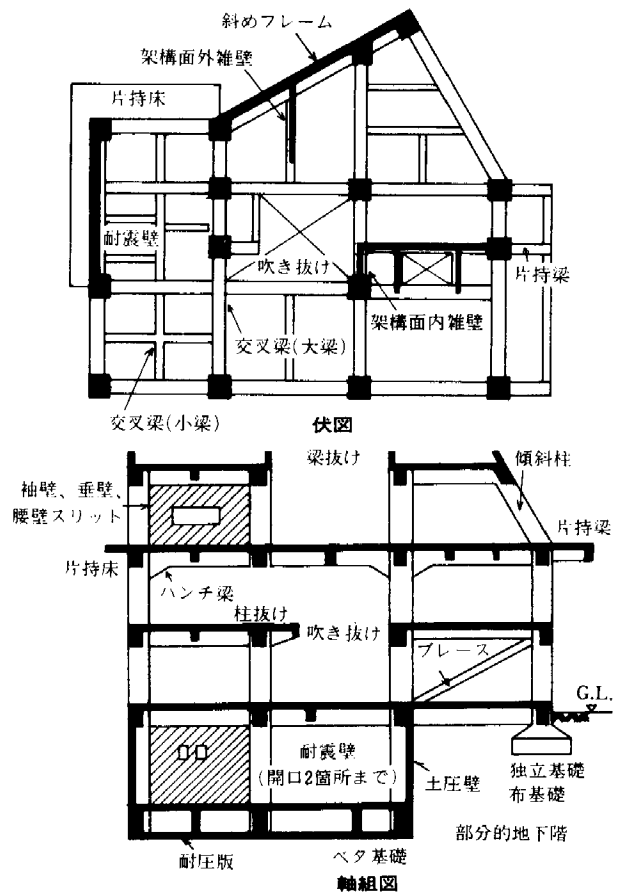 斜めフレーム
架構面外雑壁
片持床
耐震壁
吹き抜け
片持梁
架構面内雑壁
交叉梁(大梁)
交叉梁(小梁)
伏図
梁抜け
傾斜柱
袖壁、垂壁、
腰壁スリット
片持梁
片持床
ハンチ梁
柱抜け
吹き抜け
ブレース
G.L.
耐震壁
(開口2箇所まで)
土圧壁
独立基礎
布基礎
部分的地下階
耐圧版
ベタ基礎
軸組図